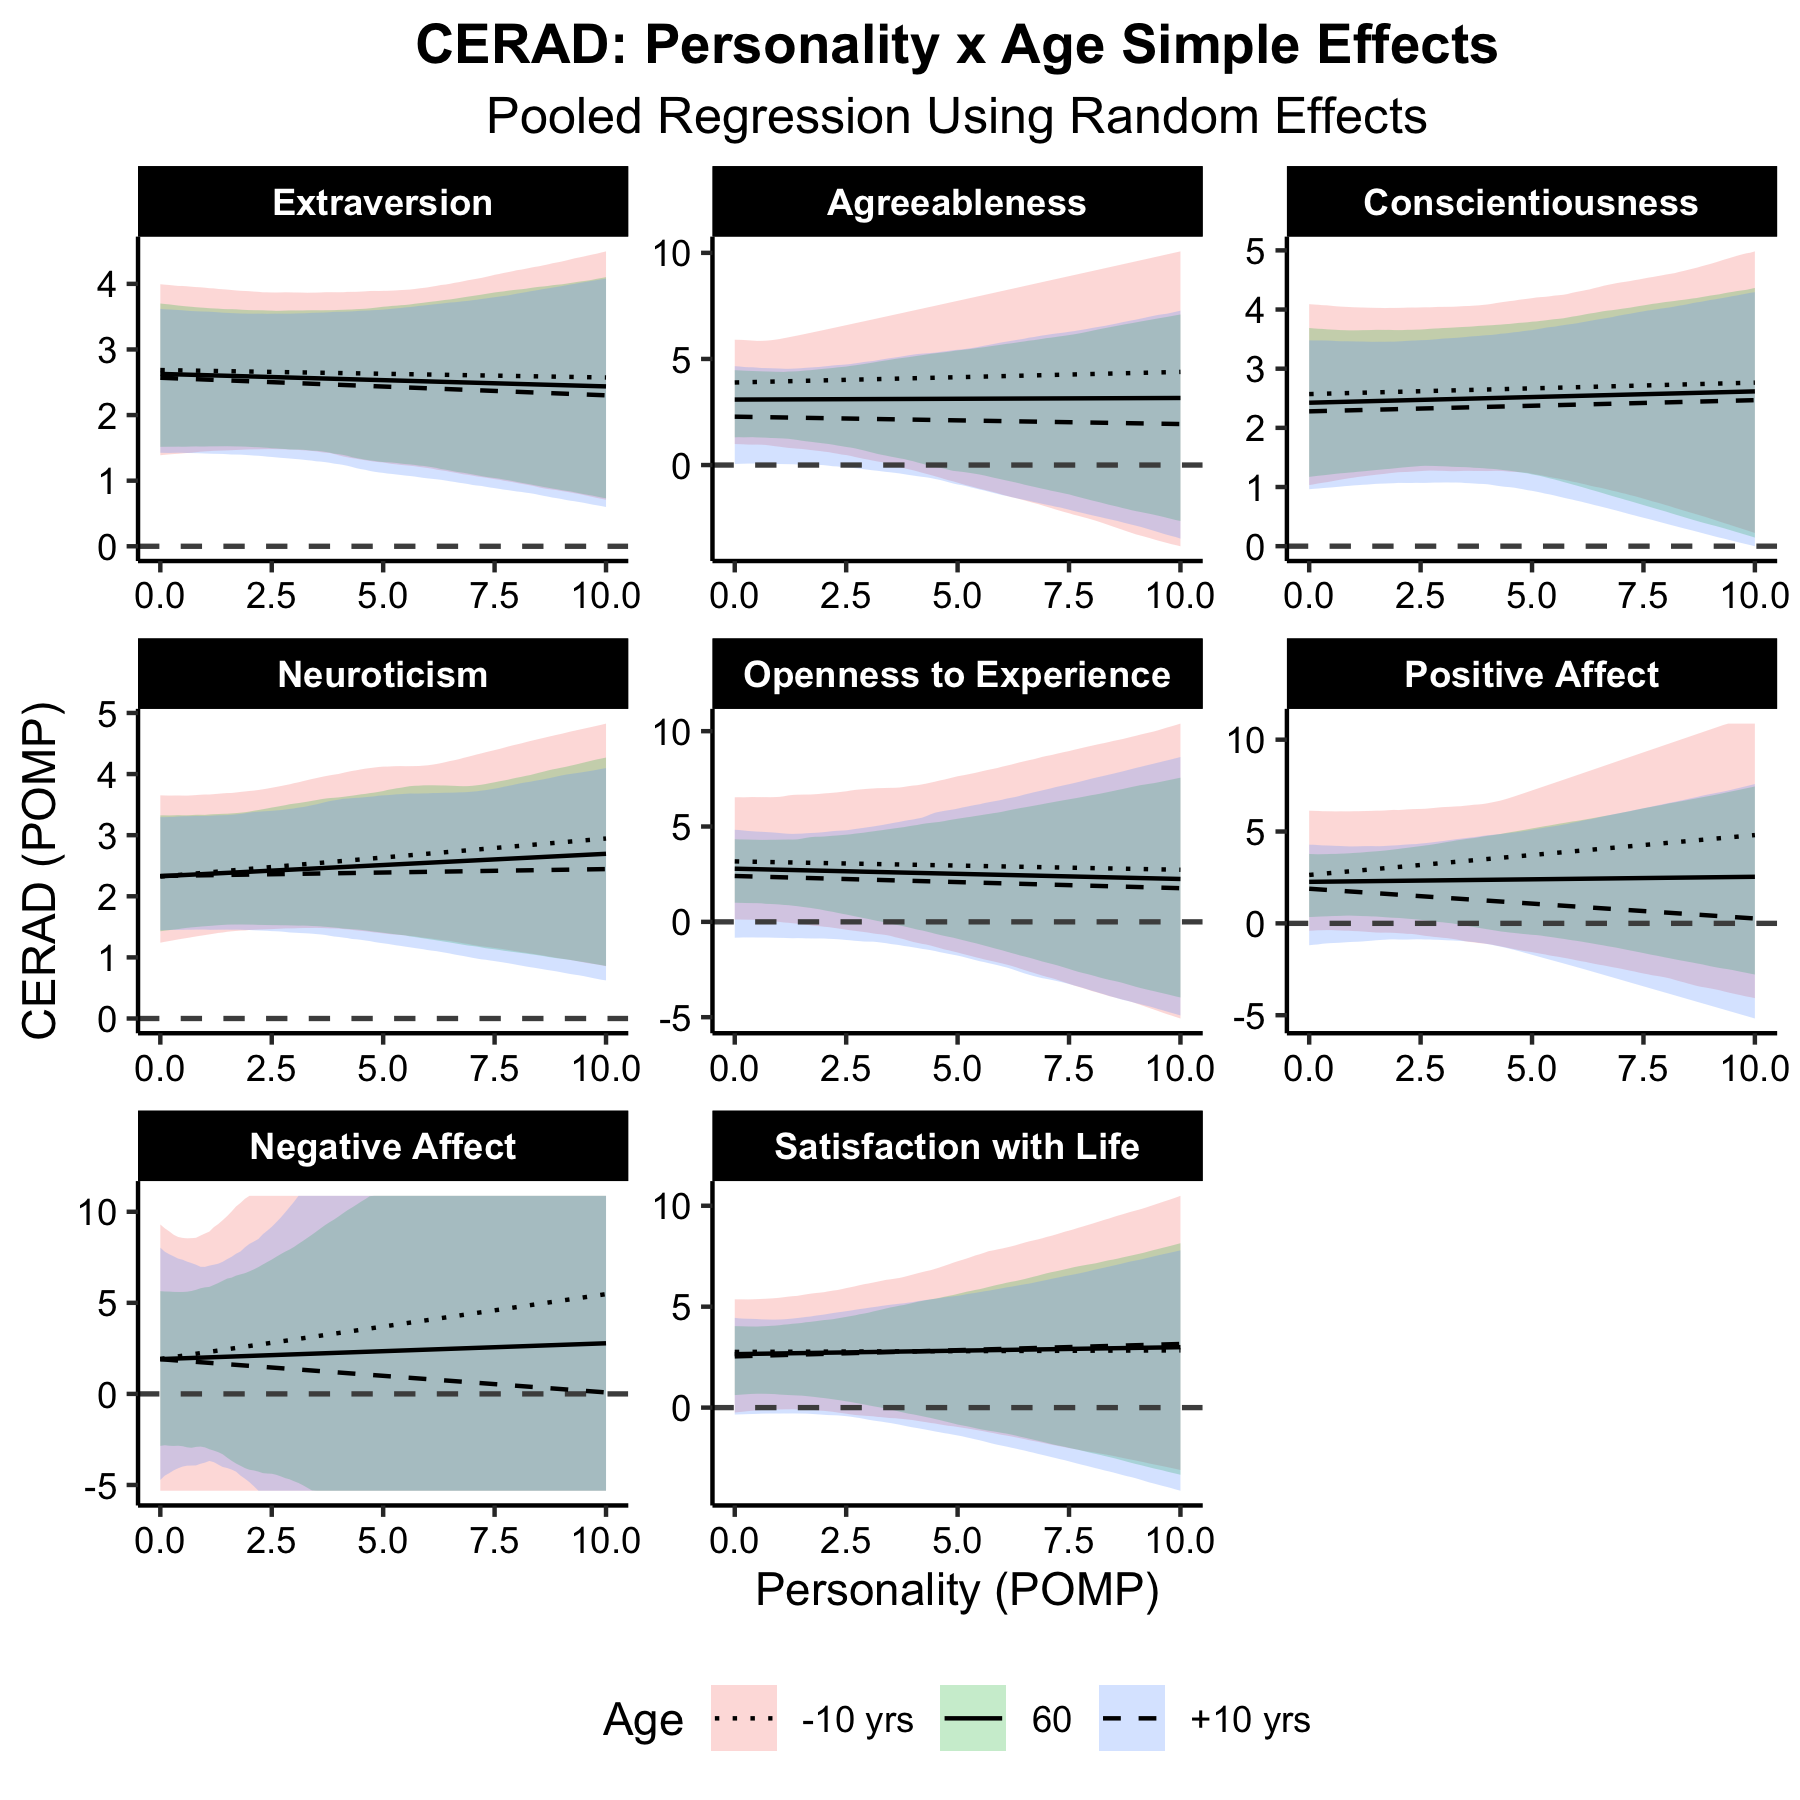 CERAD: Personality x Age Simple Effects
Pooled Regression Using Random Effects
Extraversion
Agreeableness
Conscientiousness
4
3
2
1
0
10
5
0
5
4
3
2
1
0
0.0 2.5 5.0 7.5 10.0
0.0 2.5 5.0 7.5 10.0
0.0 2.5 5.0 7.5 10.0
CERAD (POMP)
Neuroticism
Openness to Experience
Positive Affect
5
4
3
2
1
0
10
5
0
-5
10
5
0
-5
0.0 2.5 5.0 7.5 10.0
0.0 2.5 5.0 7.5 10.0
0.0 2.5 5.0 7.5 10.0
Negative Affect
Satisfaction with Life
10
5
0
-5
10
5
0
0.0 2.5 5.0 7.5 10.0
0.0 2.5 5.0 7.5 10.0
Personality (POMP)
Age -10 yrs 60 +10 yrs